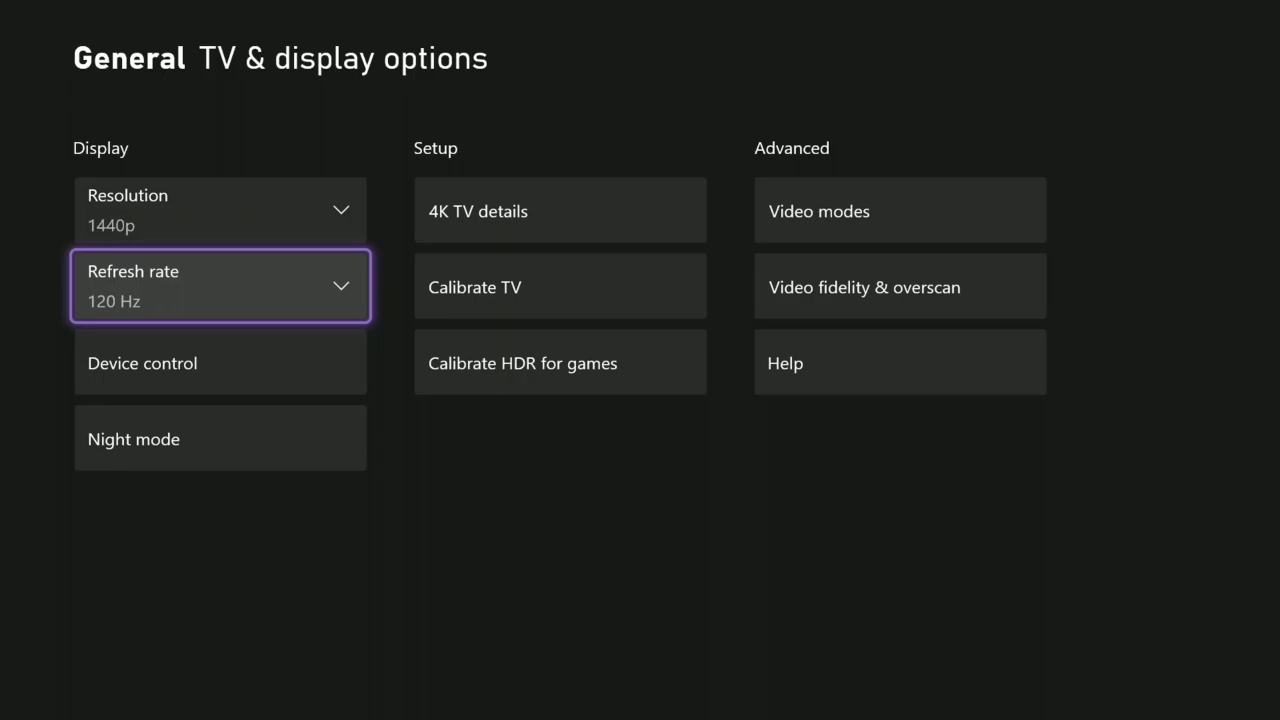 General TV & display options
Display
Resolution
1440p
Refresh rate
120 Hz
Device control
Night mode
Setup
4K TV details
Calibrate TV
Calibrate HDR for games
Advanced
Video modes
Video fidelity & overscan
Help